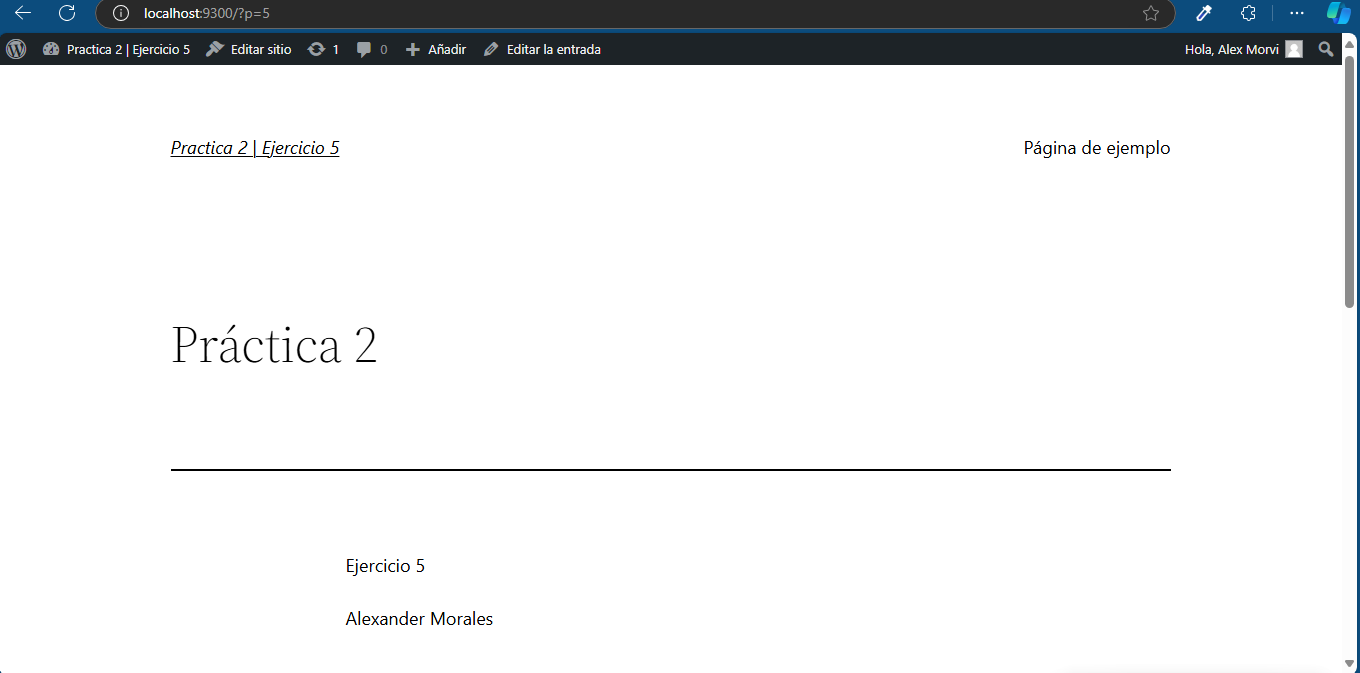 localhost:9300/?p=5
Practica 2 | Ejercicio 5 Editar sitio 1 0 Añadir Editar la entrada Hola, Alex Morvi
Practica 2 | Ejercicio 5 Página de ejemplo
Práctica 2
Ejercicio 5
Alexander Morales